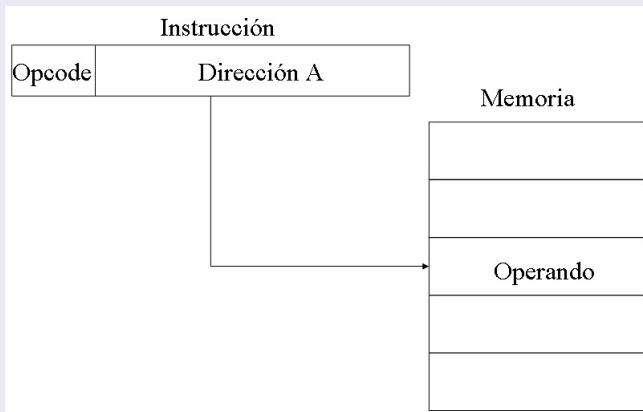 Instrucción
Opcode Dirección A
Memoria
Operando